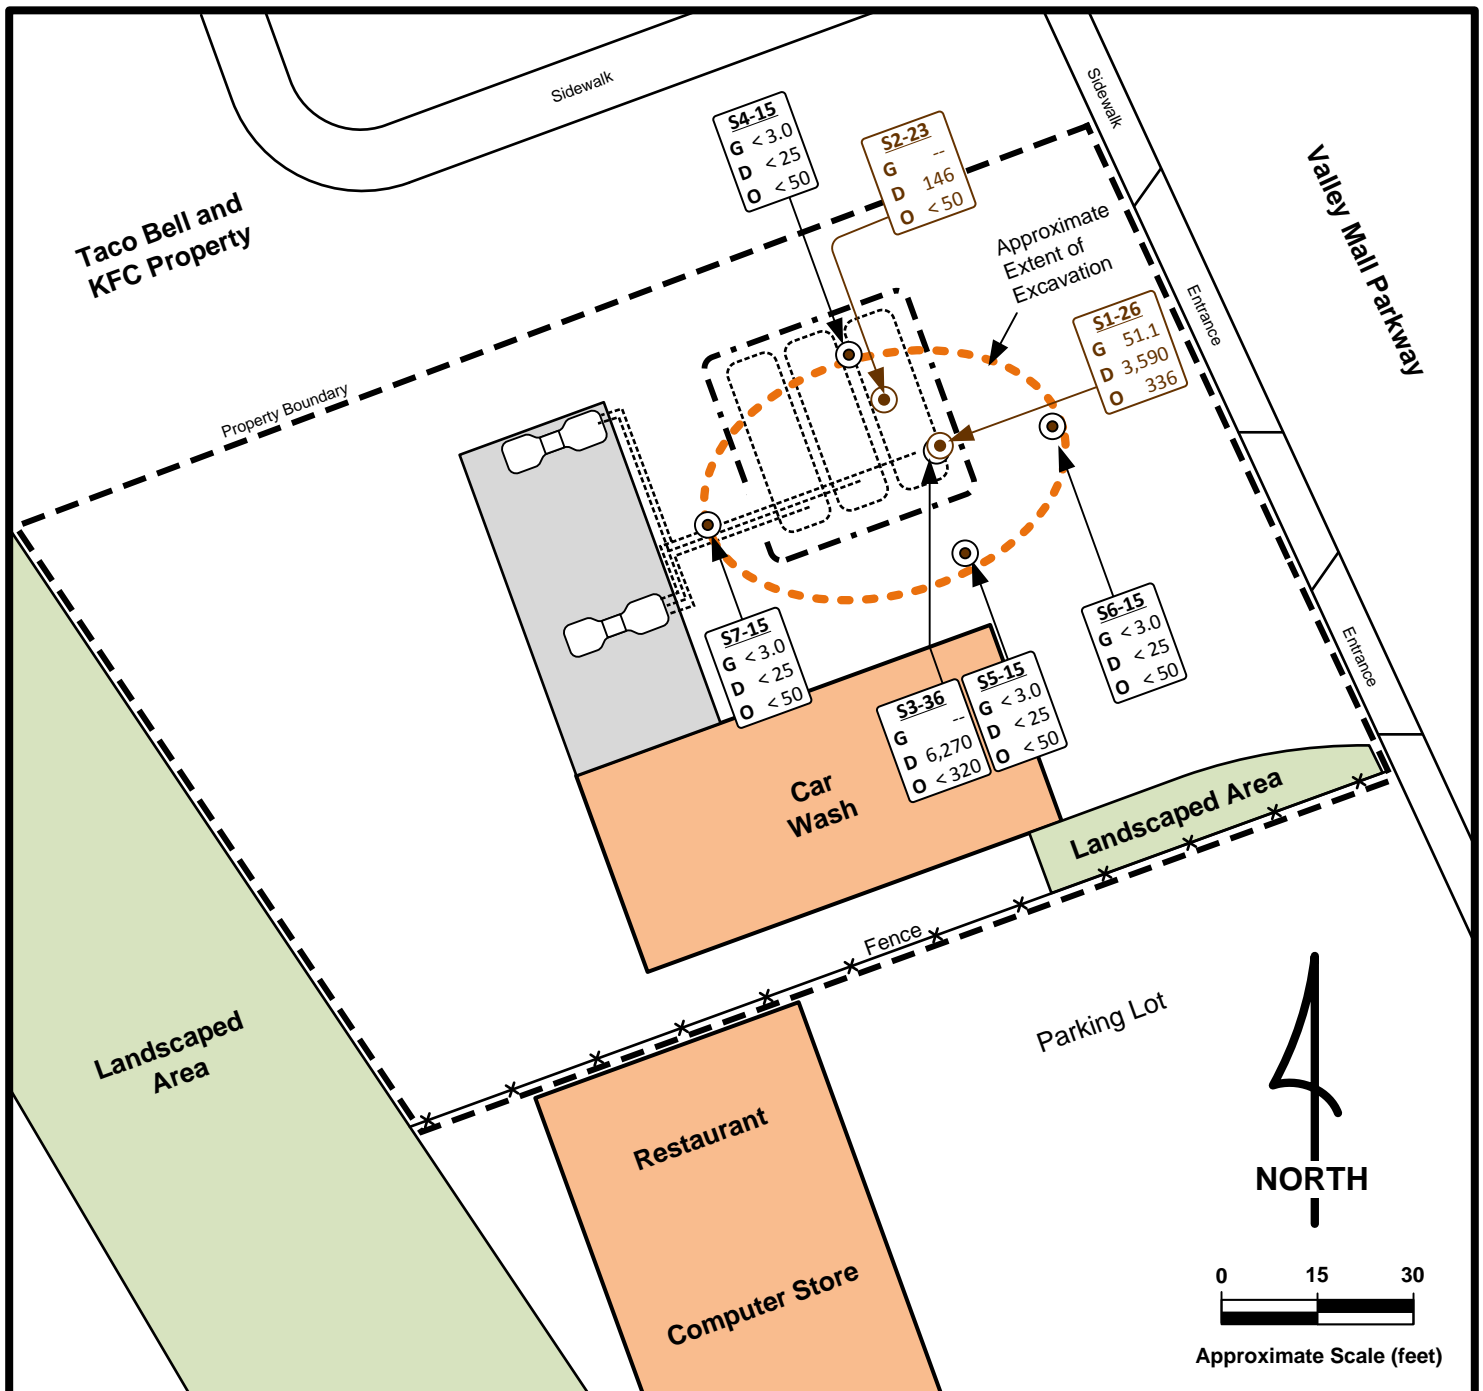 Sidewalk
Sidewalk
S4-15
G < 3.0
D < 25
O < 50
S2-23
G --
D 146
O < 50
Taco Bell and
KFC Property
Valley Mall Parkway
Approximate
Extent of
Excavation
Entrance
S1-26
G 51.1
D 3,590
O 336
Property Boundary
S7-15
G < 3.0
D < 25
O < 50
S6-15
G < 3.0
D < 25
O < 50
Entrance
S3-36
G --
D 6,270
O < 320
S5-15
G < 3.0
D < 25
O < 50
Car
Wash
Landscaped Area
Fence
Parking Lot
Landscaped
Area
Restaurant
NORTH
Computer Store
0 15 30
Approximate Scale (feet)